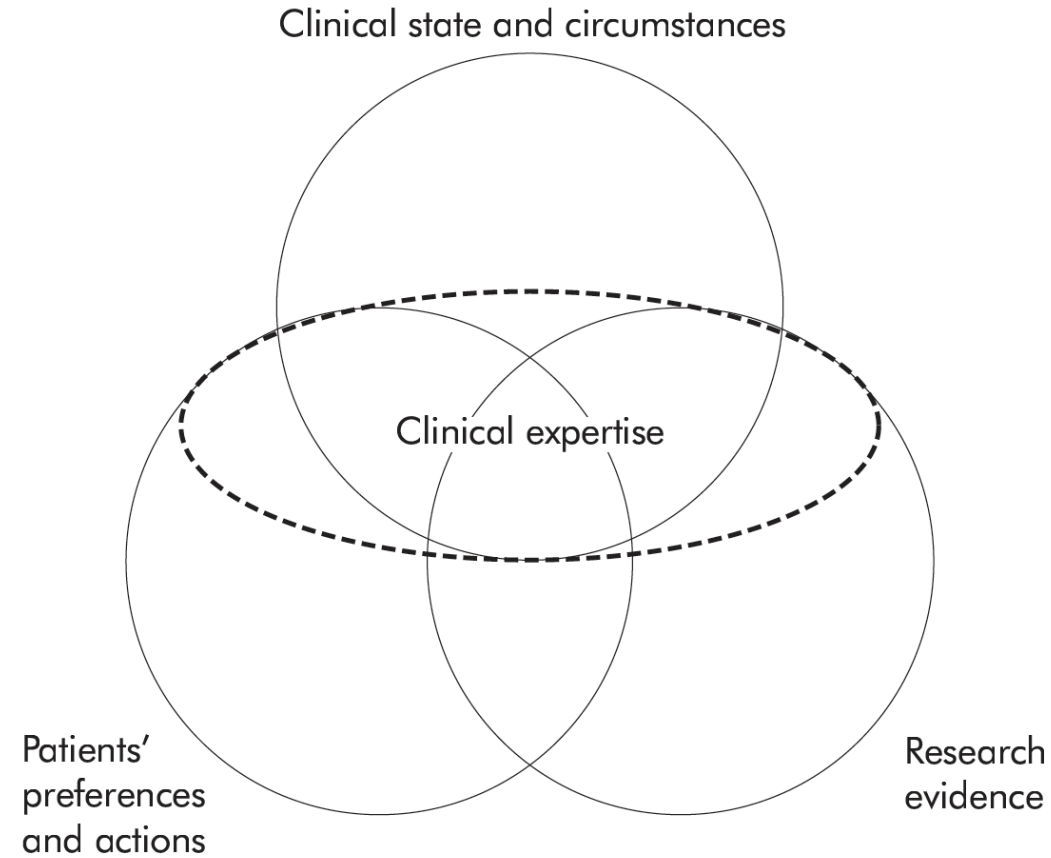 Clinical state and circumstances
Clinical expertise
Patients’
preferences
and actions
Research
evidence